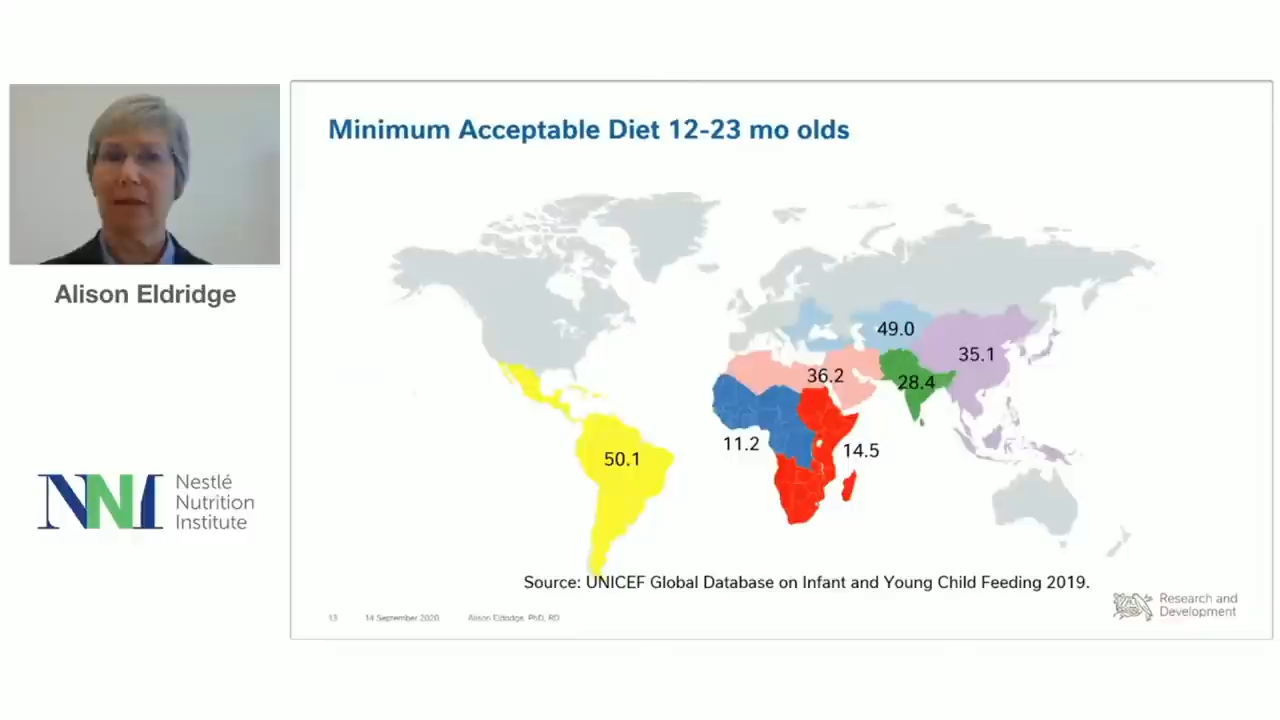 Minimum Acceptable Diet 12-23 mo olds
Alison Eldridge
49.0
35.1
36.2
28.4
11.2
14.5
50.1
NNI
Nestlé
Nutrition
Institute
Source: UNICEF Global Database on Infant and Young Child Feeding 2019.
Research and
Development
13
14 September 2020
Alison Eldridge, PhD, RD